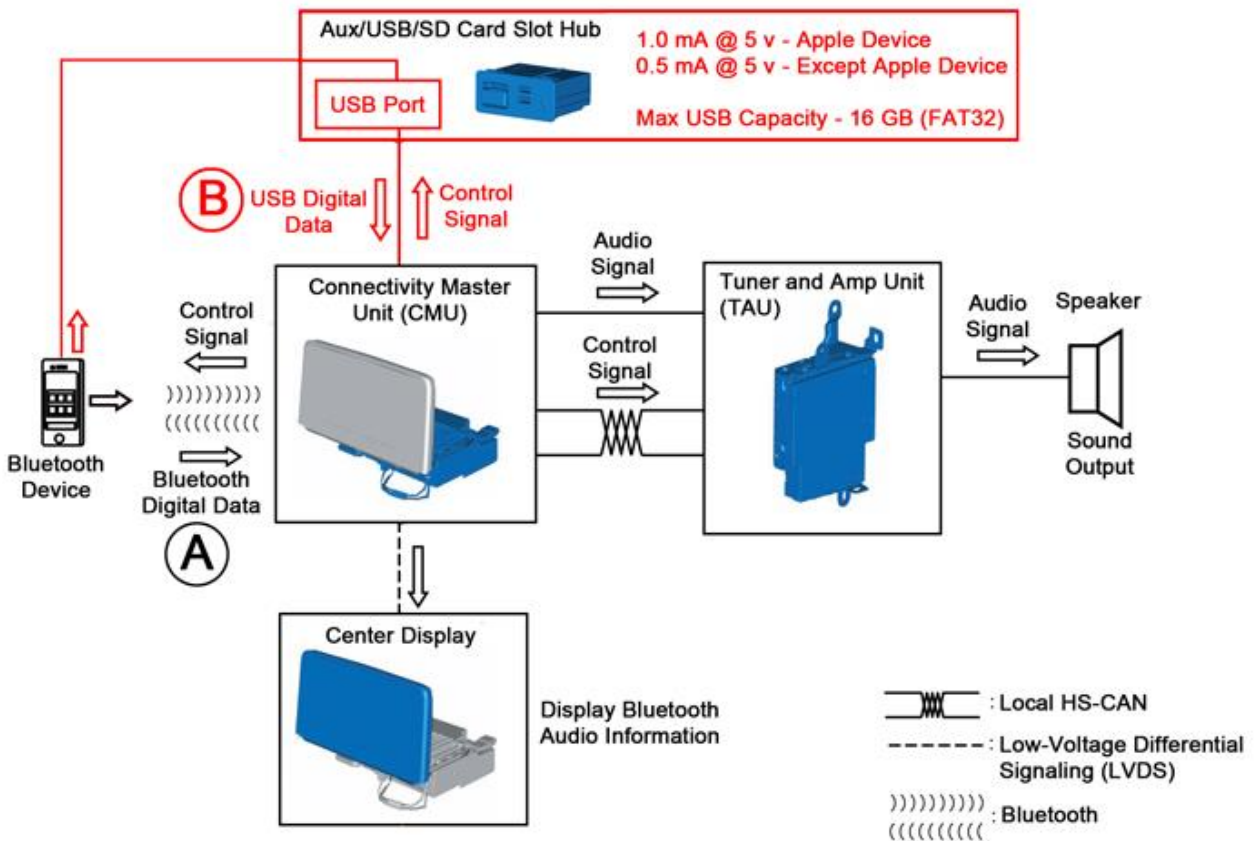 Aux/USB/SD Card Slot Hub
1.0 mA @ 5 v - Apple Device
0.5 mA @ 5 v - Except Apple Device
USB Port
Max USB Capacity - 16 GB (FAT32)
B
USB Digital
Data
Control
Signal
Connectivity Master
Unit (CMU)
Audio
Signal
Tuner and Amp Unit
(TAU)
Audio
Signal
Speaker
Control
Signal
Control
Signal
Bluetooth
Device
Bluetooth
Digital Data
A
Sound
Output
Center Display
Display Bluetooth
Audio Information
: Local HS-CAN
: Low-Voltage Differential
Signaling (LVDS)
: Bluetooth